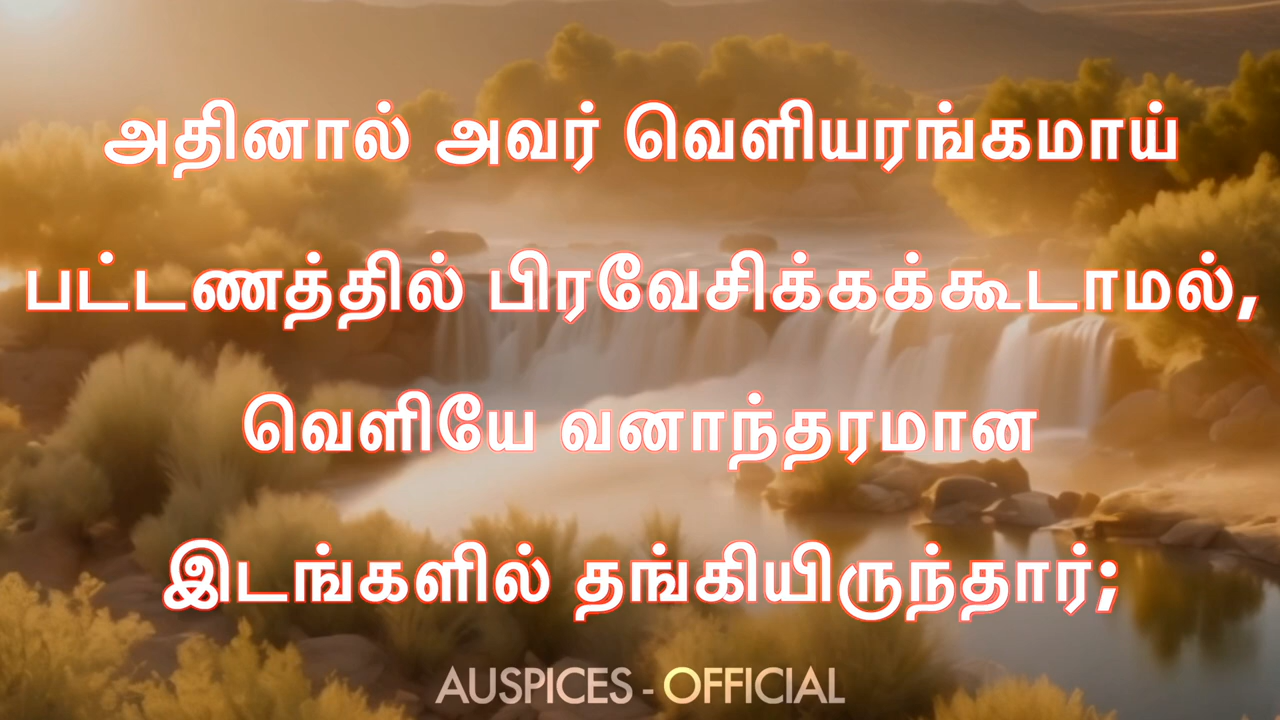 அதினால் அவர் வெளியரங்கமாய்
பட்டணத்தில் பிரவேசிக்கக்கூடாமல்,
வெளியே வனாந்தரமான
இடங்களில் தங்கியிருந்தார்;
AUSPICES - OFFICIAL